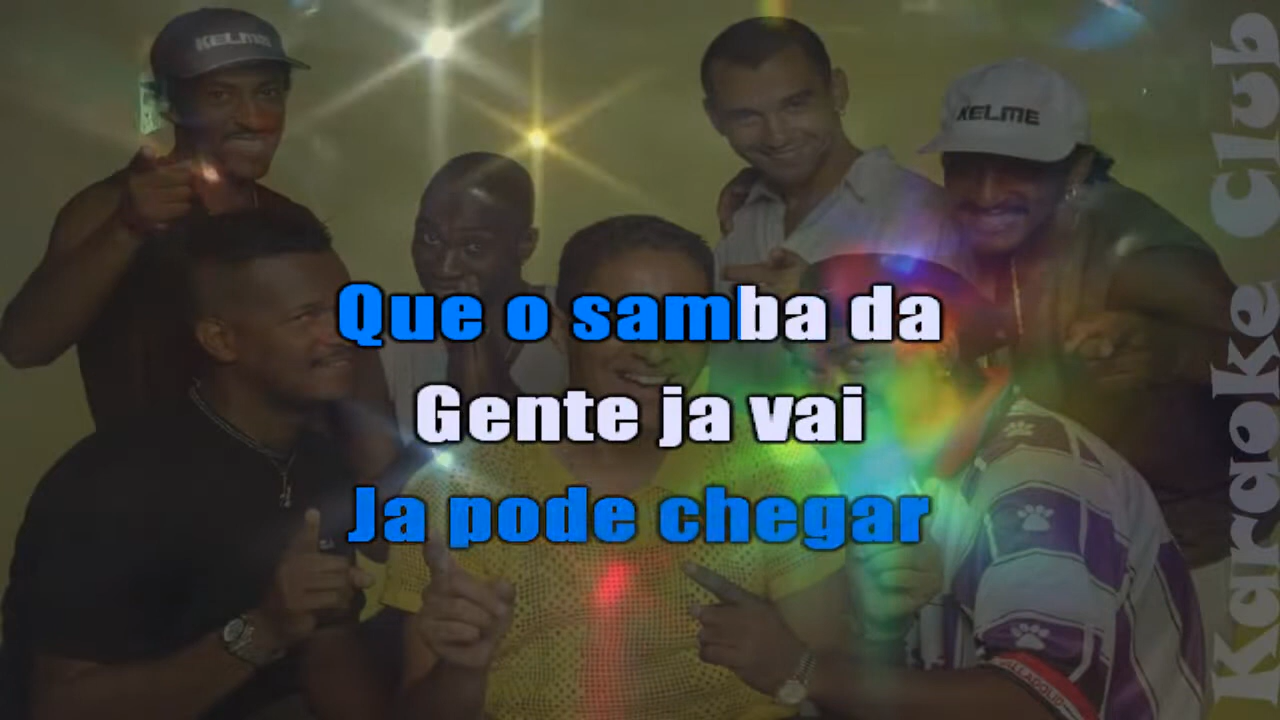 KELME
KELME
Que o samba da
Gente ja vai
Ja pode chegar
Karaoke Club